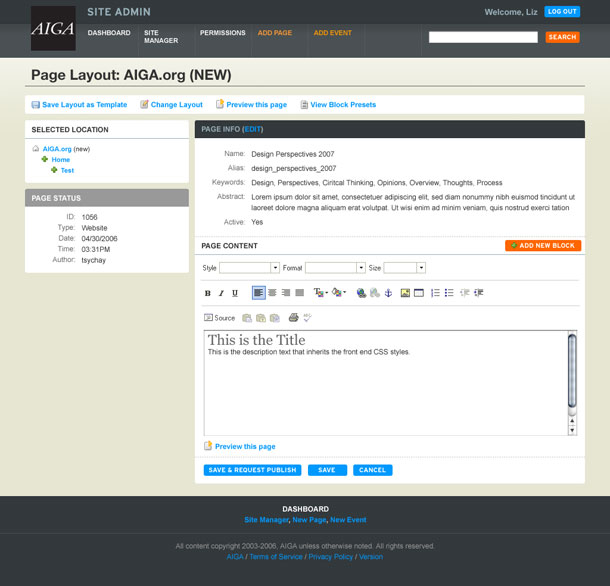 AIGA
SITE ADMIN
Welcome, Liz LOG OUT
DASHBOARD SITE MANAGER PERMISSIONS ADD PAGE ADD EVENT
SEARCH
Page Layout: AIGA.org (NEW)
Save Layout as Template Change Layout Preview this page View Block Presets
SELECTED LOCATION
AIGA.org (new)
Home
Test
PAGE STATUS
ID: 1056
Type: Website
Date: 04/30/2006
Time: 03:31PM
Author: tsychay
PAGE INFO (EDIT)
Name: Design Perspectives 2007
Alias: design_perspectives_2007
Keywords: Design, Perspectives, Ciritcal Thinking, Opinions, Overview, Thoughts, Process
Abstract: Lorem ipsum dolor sit amet, consectetuer adipiscing elit, sed diam nonummy nibh euismod tincidunt ut
laoreet dolore magna aliquam erat volutpat. Ut wisi enim ad minim veniam, quis nostrud exerci tation
Active: Yes
PAGE CONTENT ADD NEW BLOCK
Style Format Size
B I U
Source
This is the Title
This is the description text that inherits the front end CSS styles.
Preview this page
SAVE & REQUEST PUBLISH SAVE CANCEL
DASHBOARD
Site Manager, New Page, New Event
All content copyright 2003-2006. AIGA unless otherwise noted. All rights reserved.
AIGA / Terms of Service / Privacy Policy / Version